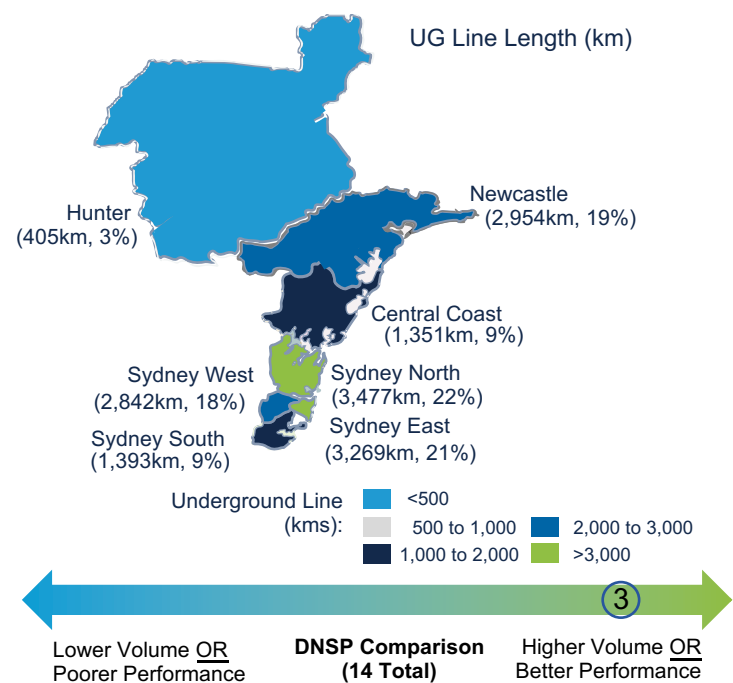 UG Line Length (km)
Newcastle
(2,954km, 19%)
Hunter
(405km, 3%)
Central Coast
(1,351km, 9%)
Sydney West
(2,842km, 18%)
Sydney North
(3,477km, 22%)
Sydney South
(1,393km, 9%)
Sydney East
(3,269km, 21%)
Underground Line
(kms):
<500
500 to 1,000
2,000 to 3,000
1,000 to 2,000
>3,000
3
Lower Volume OR
Poorer Performance
DNSP Comparison
(14 Total)
Higher Volume OR
Better Performance